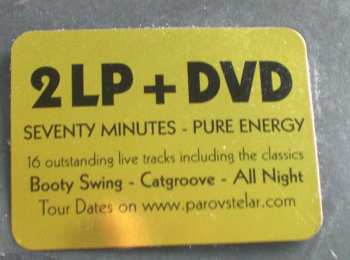 2 LP + DVD
SEVENTY MINUTES - PURE ENERGY
16 outstanding live tracks including the classics
Booty Swing - Catgroove - All Night
Tour Dates on www.parovstelar.com